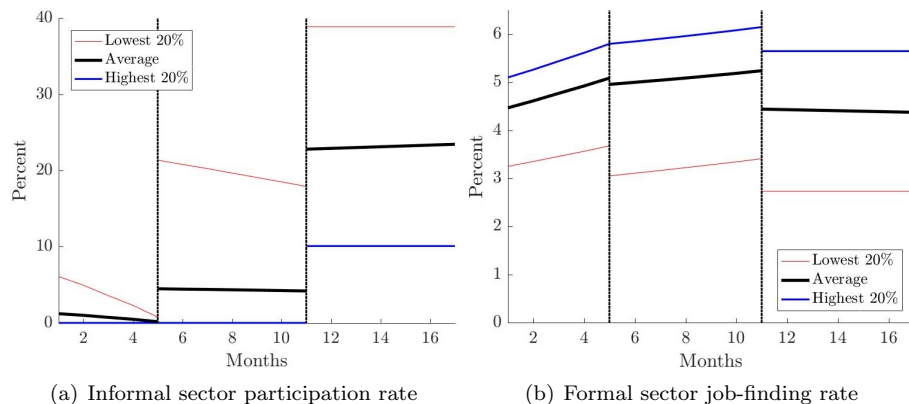 40
30
20
10
0
Percent
Lowest 20%
Average
Highest 20%
2 4 6 8 10 12 14 16
Months
(a) Informal sector participation rate
6
5
4
3
2
1
0
Percent
Lowest 20%
Average
Highest 20%
2 4 6 8 10 12 14 16
Months
(b) Formal sector job-finding rate